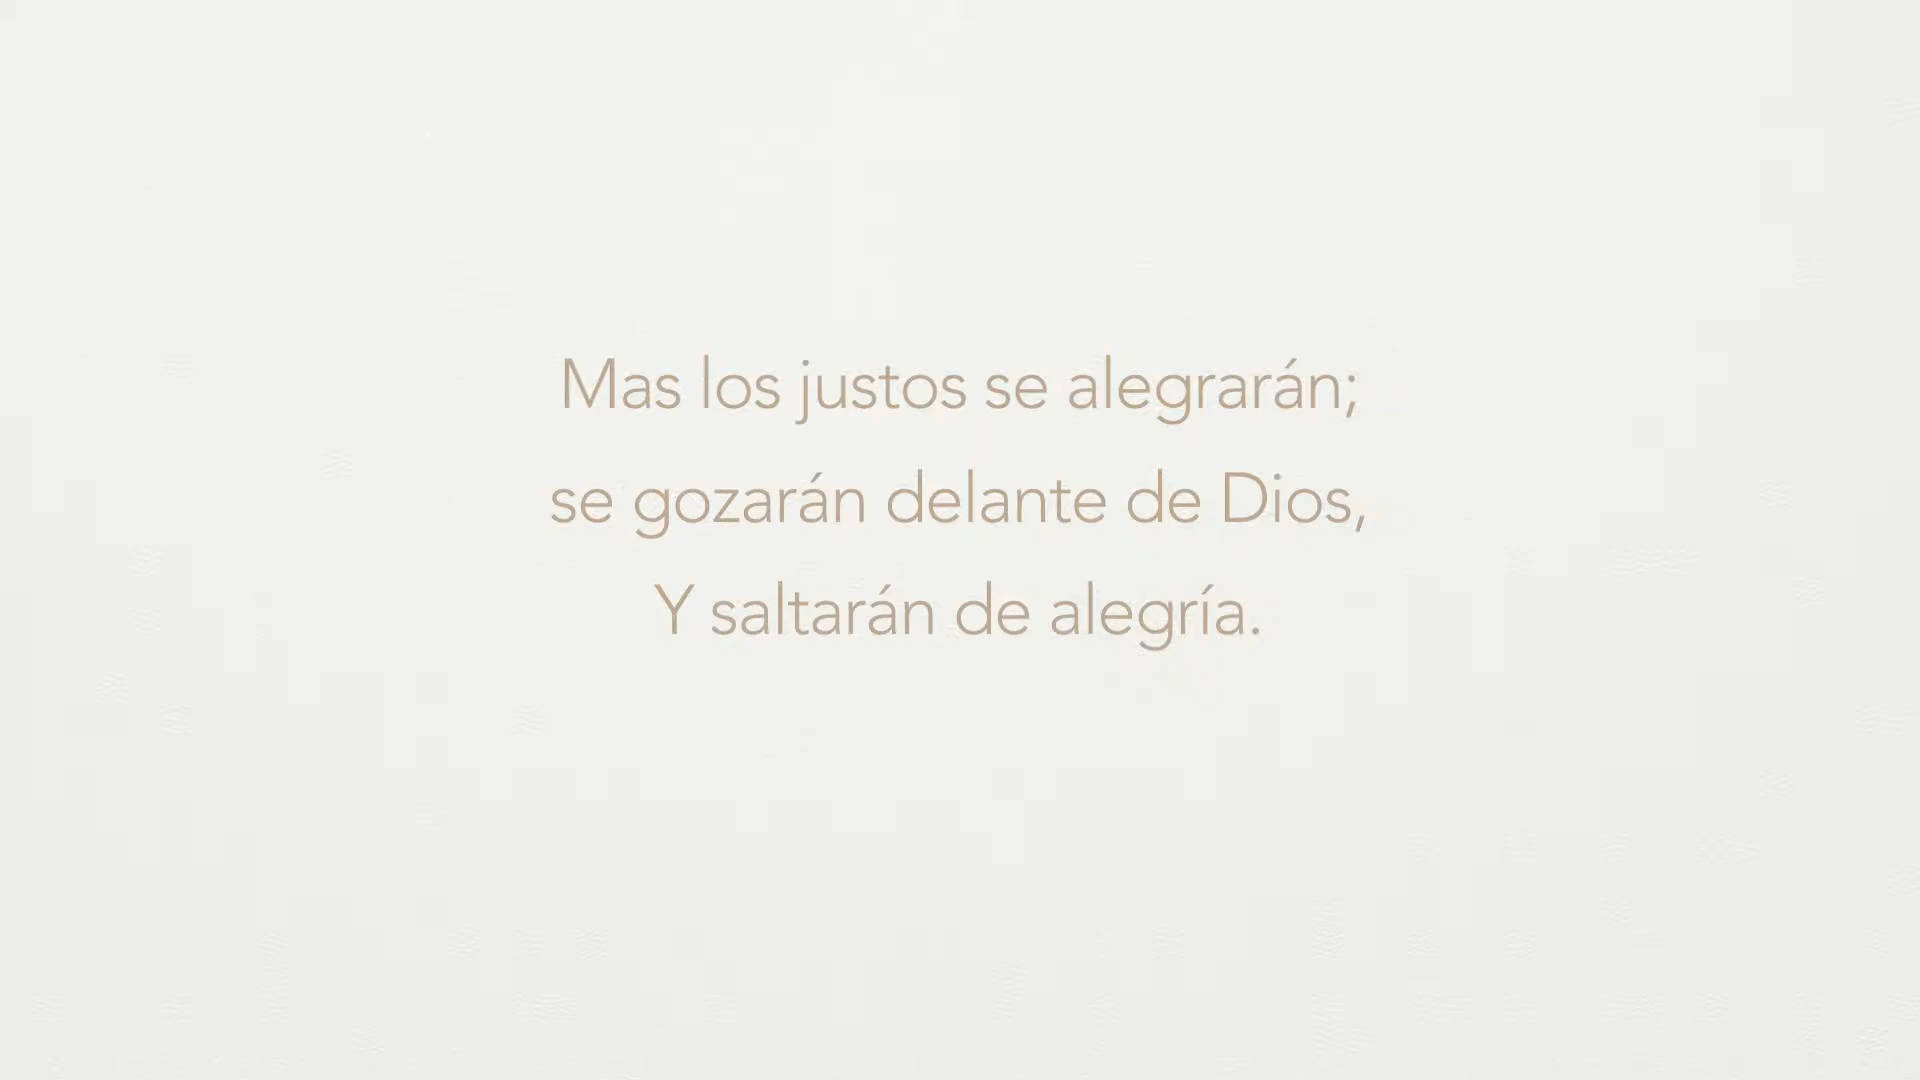 Mas los justos se alegrarán;
se gozarán delante de Dios,
Y saltarán de alegría.